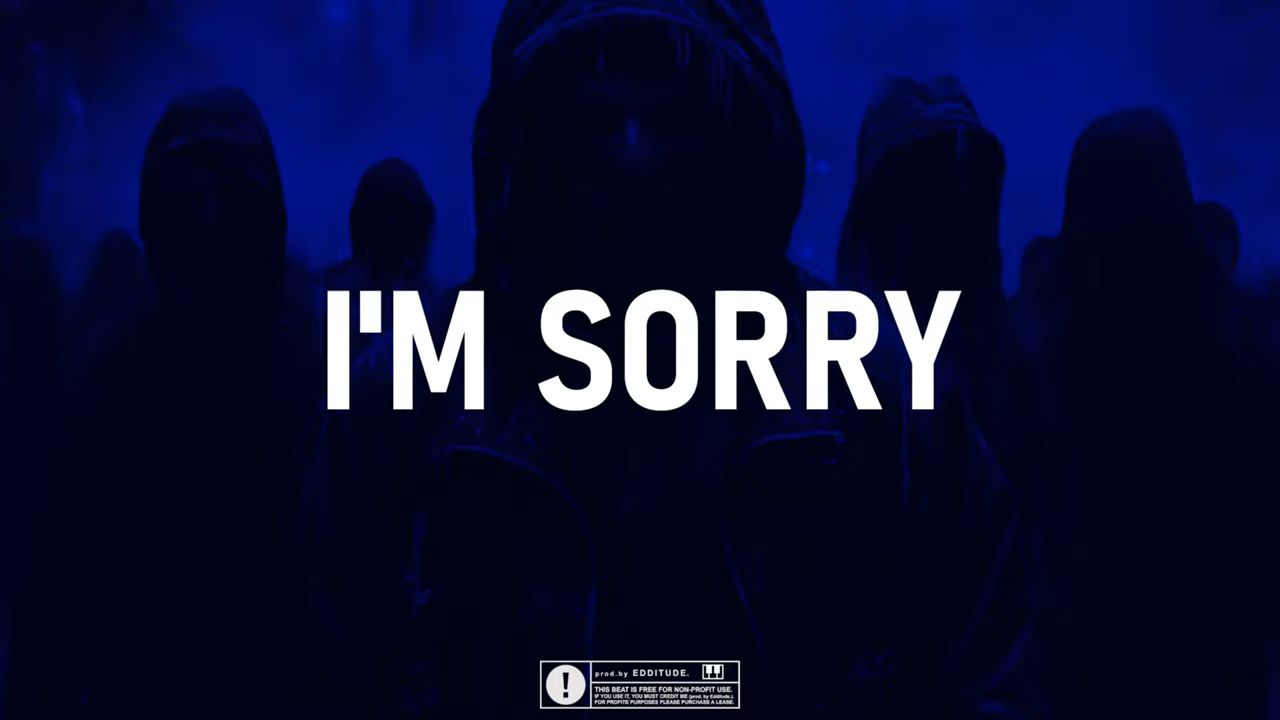 I'M SORRY
!
prod.by EDDITUDE.
THIS BEAT IS FREE FOR NON-PROFIT USE.
IF YOU USE IT, YOU MUST CREDIT ME (prod. by Edditude.).
FOR PROFITE PURPOSES PLEASE PURCHASE A LEASE.